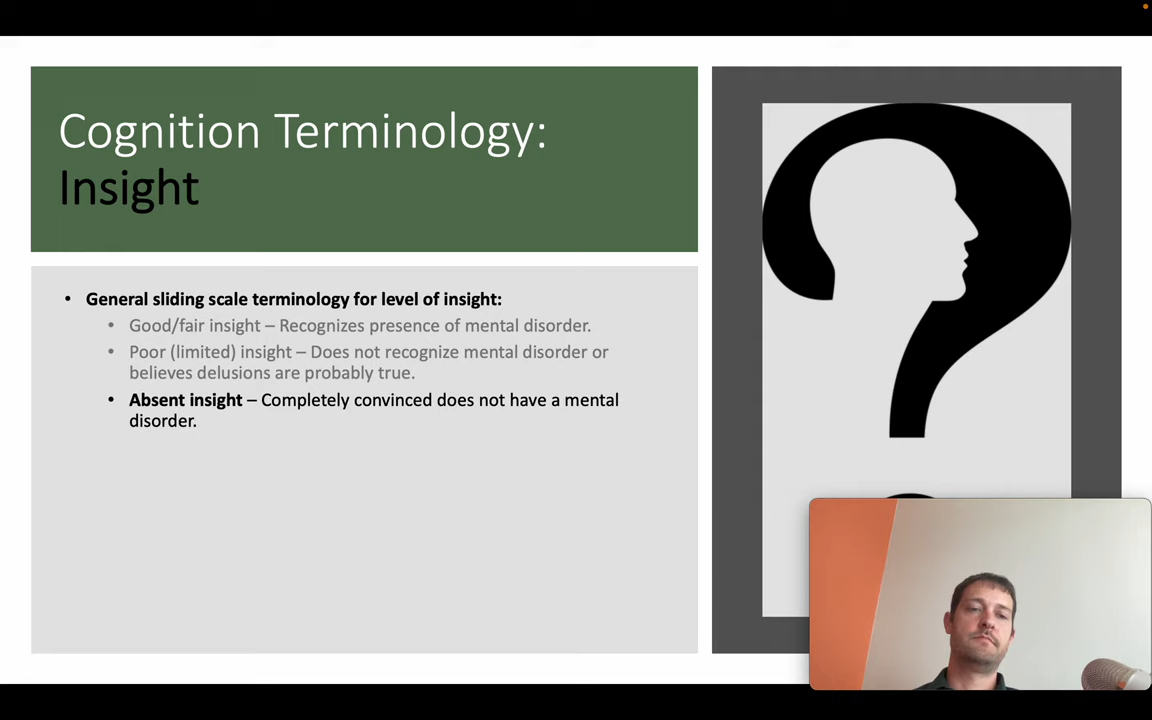 Cognition Terminology:
Insight
• General sliding scale terminology for level of insight:
• Good/fair insight – Recognizes presence of mental disorder.
• Poor (limited) insight – Does not recognize mental disorder or
believes delusions are probably true.
• Absent insight – Completely convinced does not have a mental
disorder.